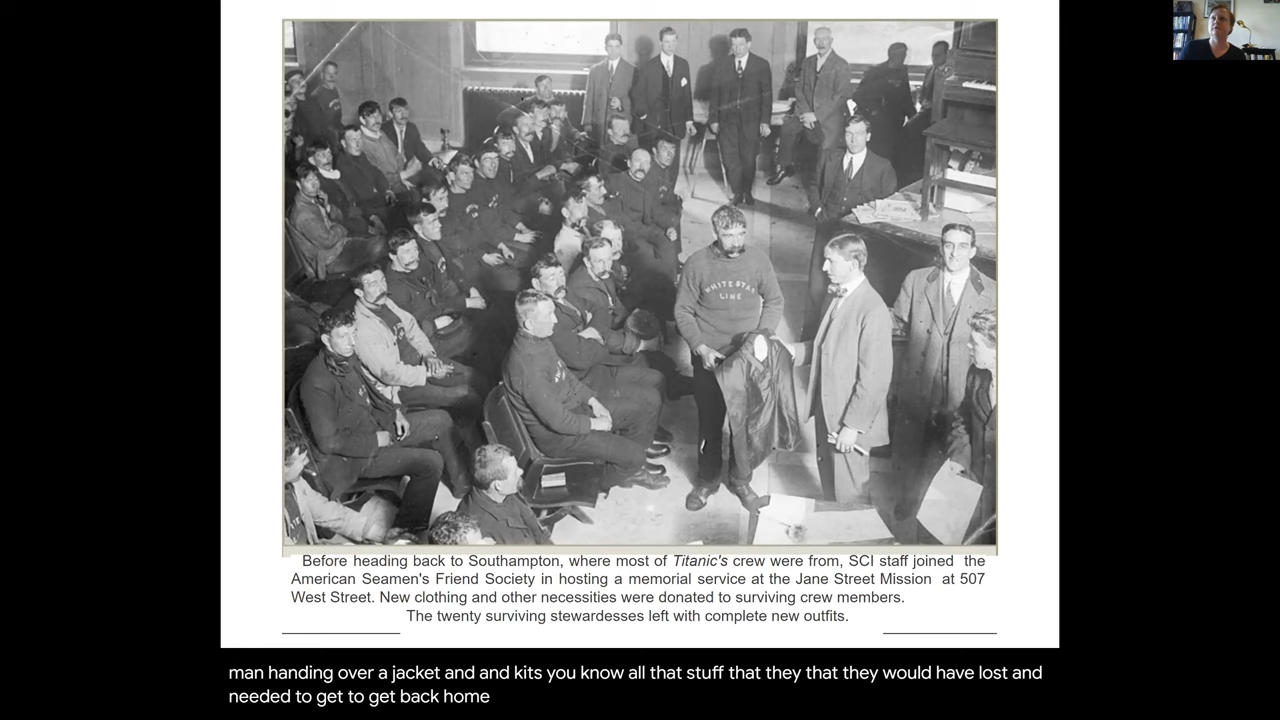 WHITE STAR
LINE
Before heading back to Southampton, where most of Titanic's crew were from, SCI staff joined the
American Seamen's Friend Society in hosting a memorial service at the Jane Street Mission at 507
West Street. New clothing and other necessities were donated to surviving crew members.
The twenty surviving stewardesses left with complete new outfits.
man handing over a jacket and and kits you know all that stuff that they that they would have lost and
needed to get to get back home